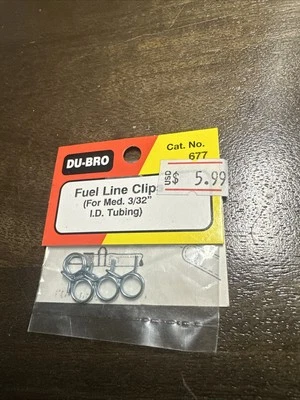 DU-BRO
Cat. No.
677
USD
$ 5.99
Fuel Line Clip
(For Med. 3/32"
I.D. Tubing)